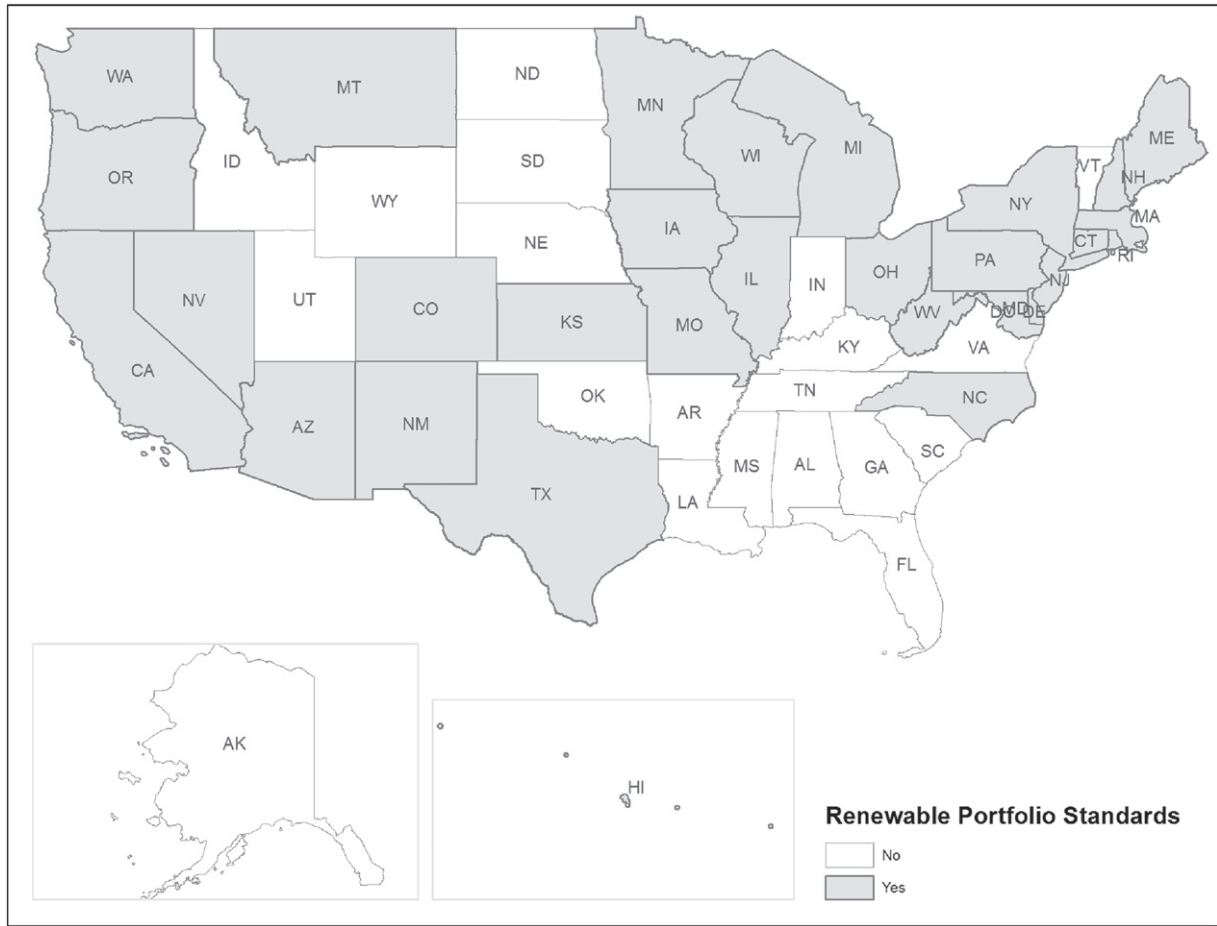 WA
MT
ND
MN
ME
OR
ID
SD
WI
MI
VT
NH
WY
NY
MA
IA
NE
CT
RI
PA
NV
UT
CO
IL
IN
OH
NJ
KS
MO
WV
DC
MD
DE
CA
KY
VA
OK
TN
NC
AZ
NM
AR
SC
MS
AL
GA
TX
LA
FL
AK
HI
Renewable Portfolio Standards
No
Yes